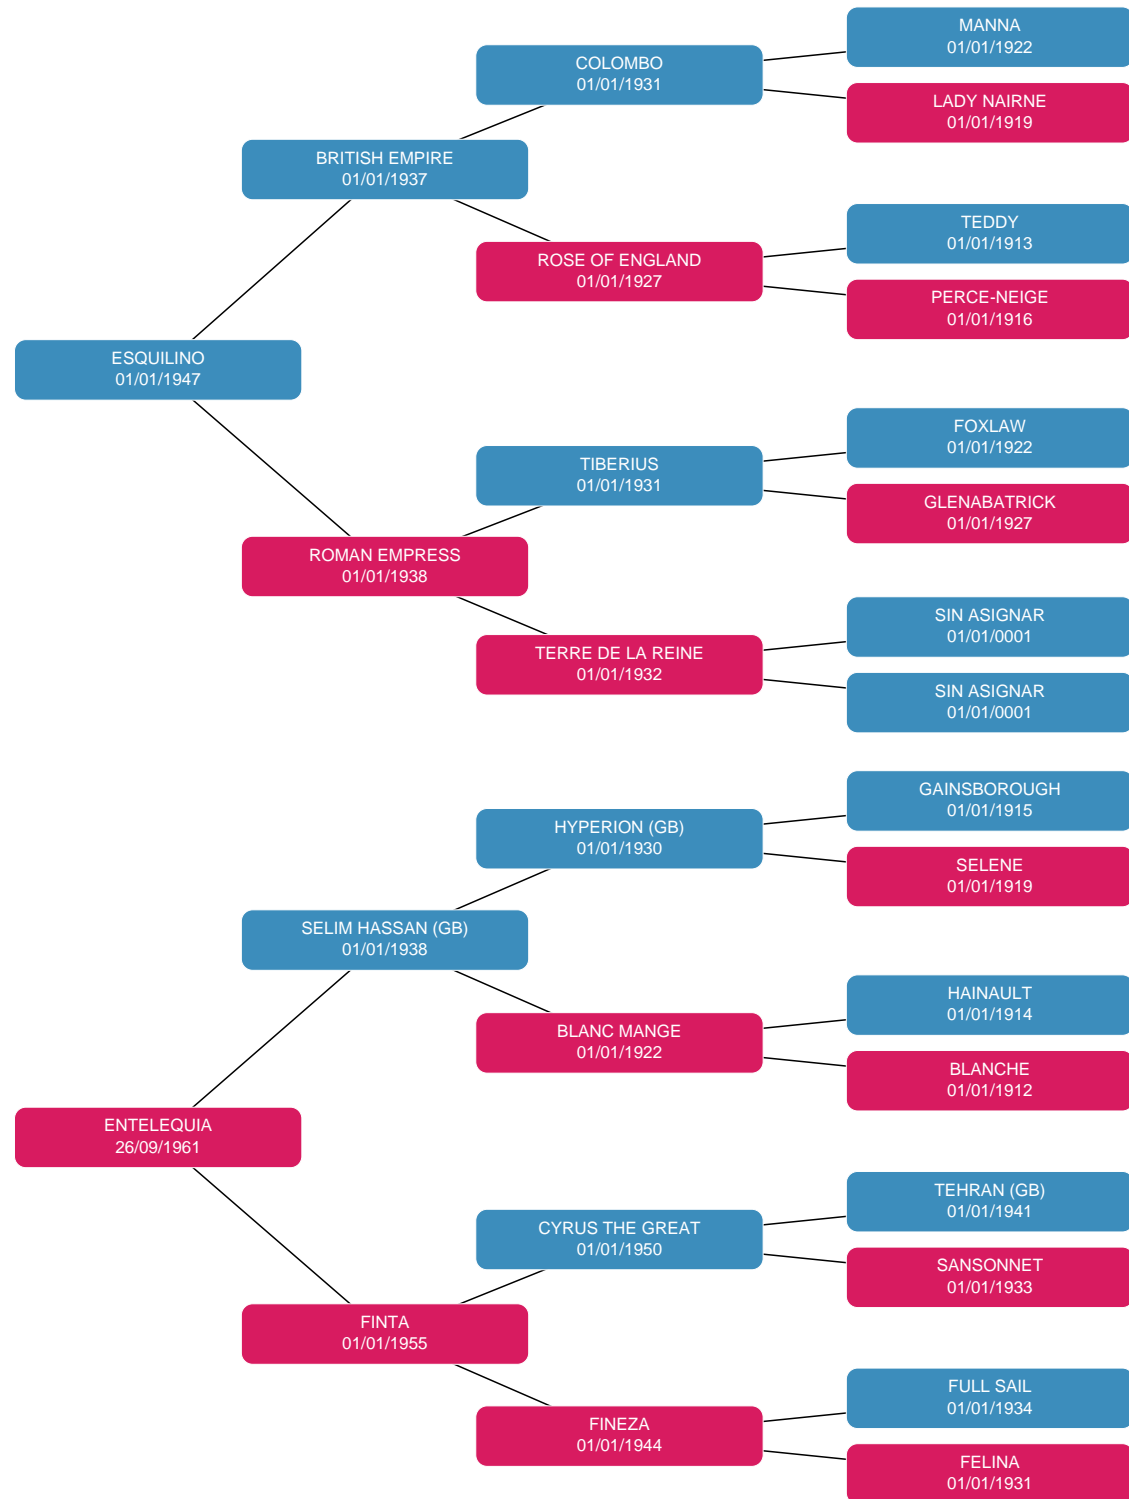 MANNA
01/01/1922
COLOMBO
01/01/1931
LADY NAIRNE
01/01/1919
BRITISH EMPIRE
01/01/1937
TEDDY
01/01/1913
ROSE OF ENGLAND
01/01/1927
PERCE-NEIGE
01/01/1916
ESQUILINO
01/01/1947
FOXLAW
01/01/1922
TIBERIUS
01/01/1931
GLENABATRICK
01/01/1927
ROMAN EMPRESS
01/01/1938
SIN ASIGNAR
01/01/0001
TERRE DE LA REINE
01/01/1932
SIN ASIGNAR
01/01/0001
GAINSBOROUGH
01/01/1915
HYPERION (GB)
01/01/1930
SELENE
01/01/1919
SELIM HASSAN (GB)
01/01/1938
HAINAULT
01/01/1914
BLANC MANGE
01/01/1922
BLANCHE
01/01/1912
ENTELEQUIA
26/09/1961
TEHRAN (GB)
01/01/1941
CYRUS THE GREAT
01/01/1950
SANSONNET
01/01/1933
FINTA
01/01/1955
FULL SAIL
01/01/1934
FINEZA
01/01/1944
FELINA
01/01/1931